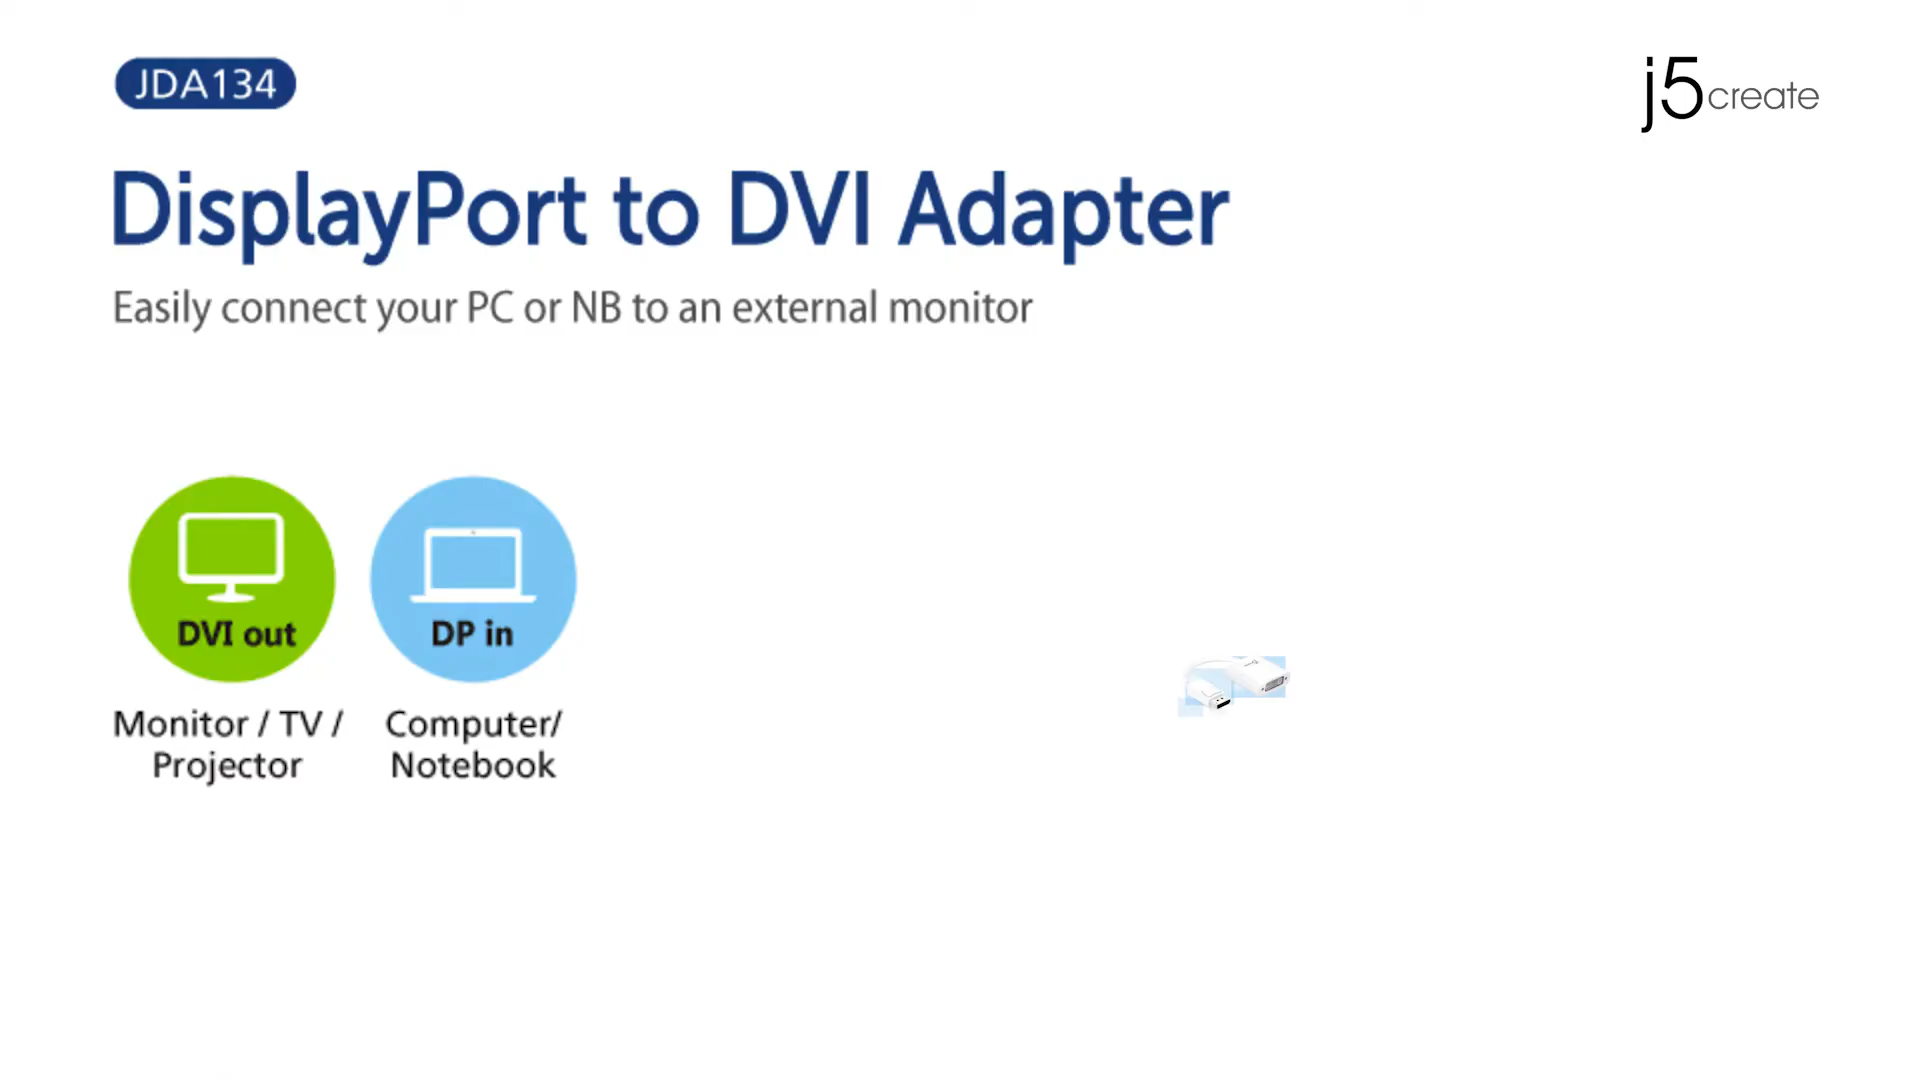 JDA134
j5create
DisplayPort to DVI Adapter
Easily connect your PC or NB to an external monitor
DVI out
DP in
Monitor / TV /
Projector
Computer/
Notebook